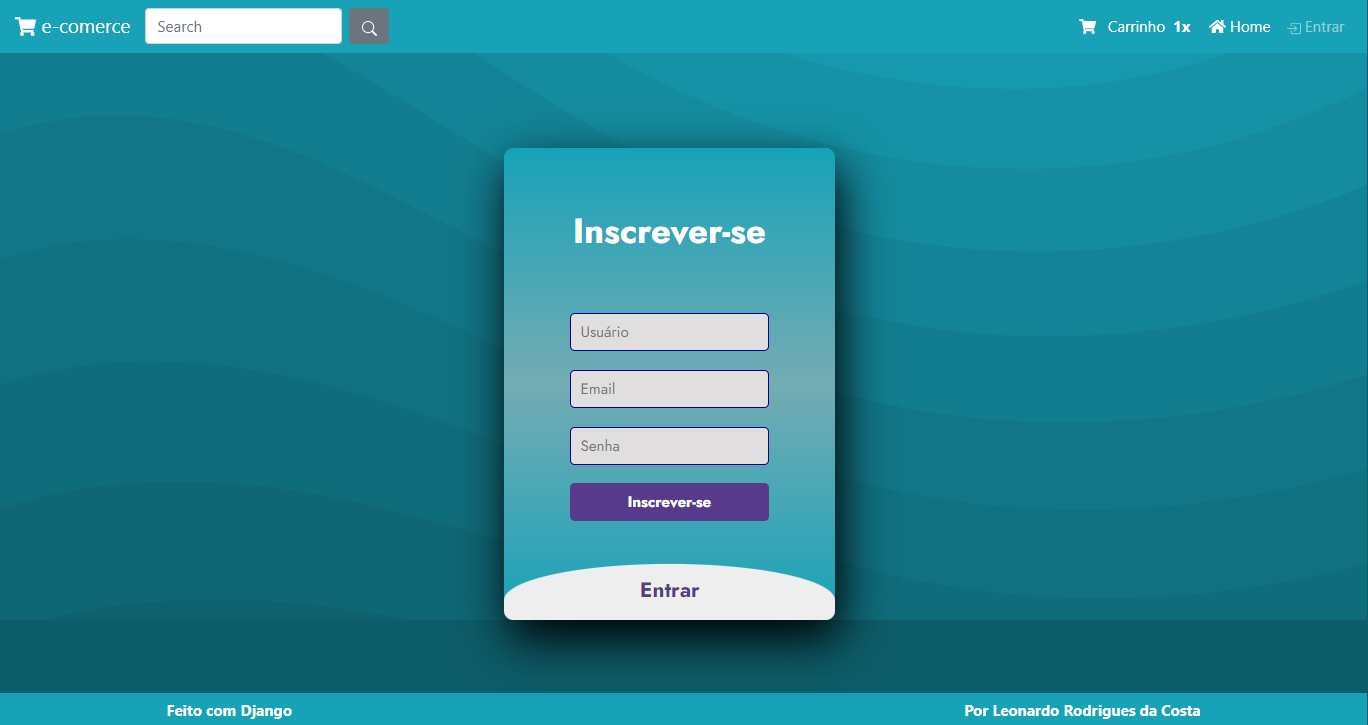 e-comerce Search Carrinho 1x Home Entrar
Inscrever-se
Usuário
Email
Senha
Inscrever-se
Entrar
Feito com Django Por Leonardo Rodrigues da Costa